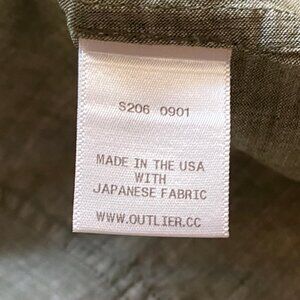 S206 0901
MADE IN THE USA
WITH
JAPANESE FABRIC
WWW.OUTLIER.CC